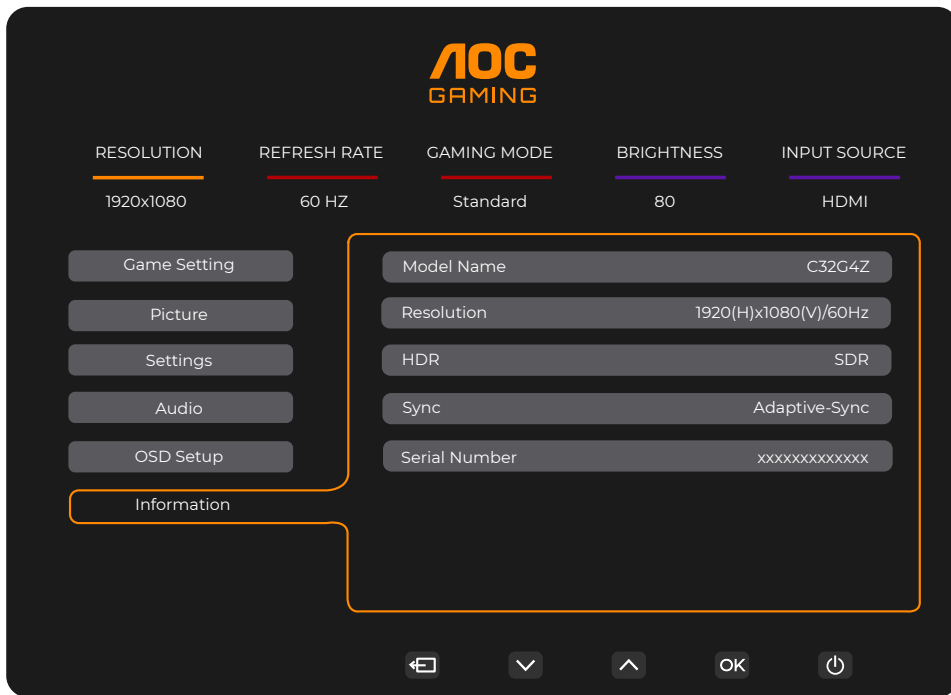 AOC
GAMING
RESOLUTION REFRESH RATE GAMING MODE BRIGHTNESS INPUT SOURCE
1920x1080 60 HZ Standard 80 HDMI
Game Setting Model Name C32G4Z
Picture Resolution 1920(H)x1080(V)/60Hz
Settings HDR SDR
Audio Sync Adaptive-Sync
OSD Setup Serial Number xxxxxxxxxxxxx
Information
OK